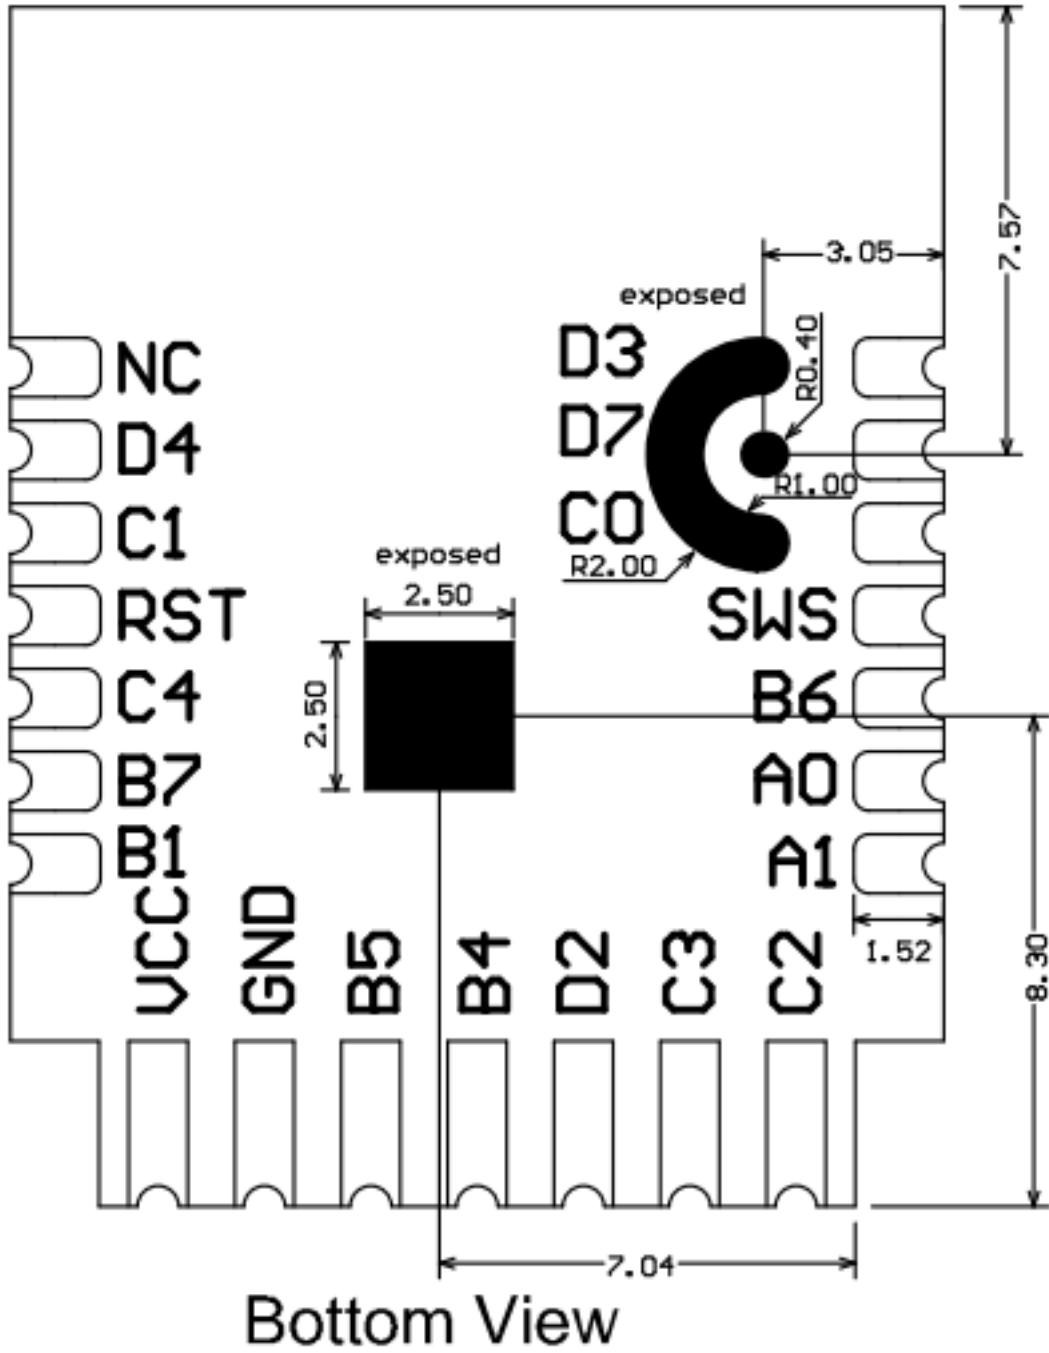 7.57
3.05
exposed
R0.40
D3
NC
D7
D4
R1.00
C0
C1
exposed
R2.00
2.50
RST
SWS
2.50
C4
B6
B7
A0
B1
A1
VCC
GND
B5
B4
D2
C3
C2
1.52
8.30
7.04
Bottom View